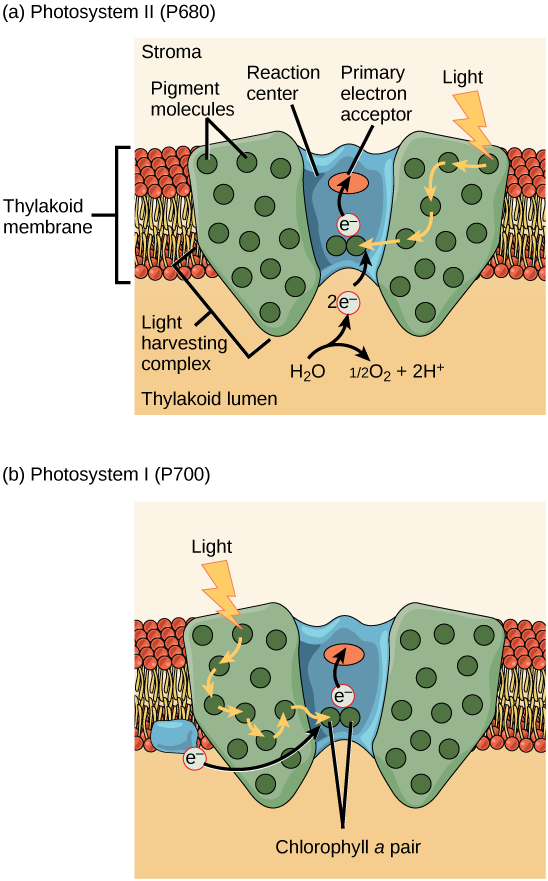 (a) Photosystem II (P680)
Stroma
Pigment
molecules
Reaction
center
Primary
electron
acceptor
Light
Thylakoid
membrane
e–
2e–
Light
harvesting
complex
H₂O
1/2O₂ + 2H⁺
Thylakoid lumen
(b) Photosystem I (P700)
Light
e–
e–
Chlorophyll a pair